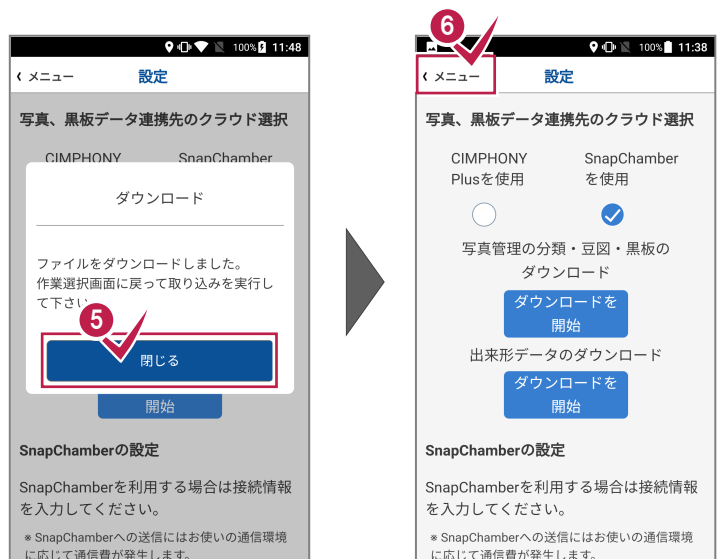 11:48
100%
メニュー
設定
写真、黒板データ連携先のクラウド選択
CIMPHONY
SnapChamber
ダウンロード
ファイルをダウンロードしました。
作業選択画面に戻って取り込みを実行し
て下さい
5
閉じる
開始
SnapChamberの設定
SnapChamberを利用する場合は接続情報
を入力してください。
※ SnapChamberへの送信にはお使いの通信環境
に応じて通信費が発生します。
6
100%
11:38
メニュー
設定
写真、黒板データ連携先のクラウド選択
CIMPHONY
Plusを使用
SnapChamber
を使用
写真管理の分類・豆図・黒板の
ダウンロード
ダウンロードを
開始
出来形データのダウンロード
ダウンロードを
開始
SnapChamberの設定
SnapChamberを利用する場合は接続情報
を入力してください。
※ SnapChamberへの送信にはお使いの通信環境
に応じて通信費が発生します。